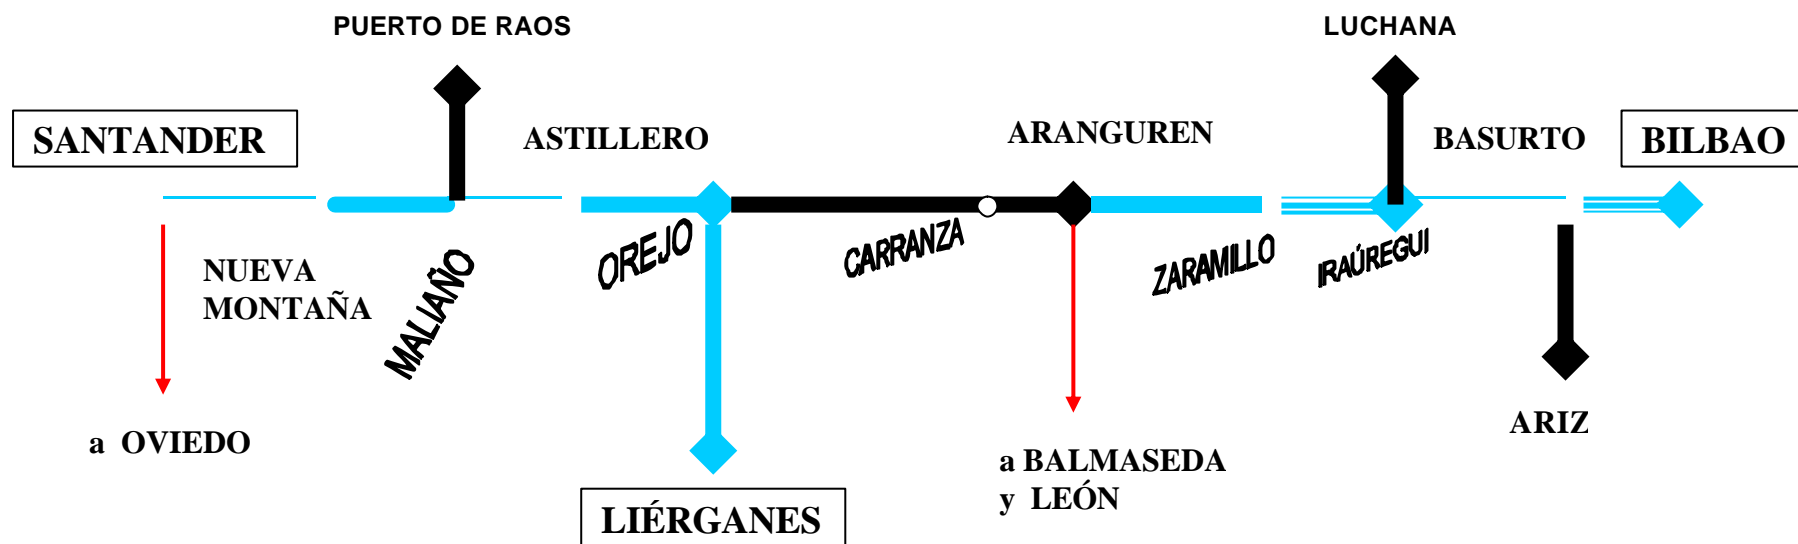 PUERTO DE RAOS
LUCHANA
SANTANDER
ASTILLERO
ARANGUREN
BASURTO
BILBAO
NUEVA
MONTAÑA
MALIAÑO
OREJO
CARRANZA
ZARAMILLO
IRAÚREGUI
a OVIEDO
LIÉRGANES
a BALMASEDA
y LEÓN
ARIZ